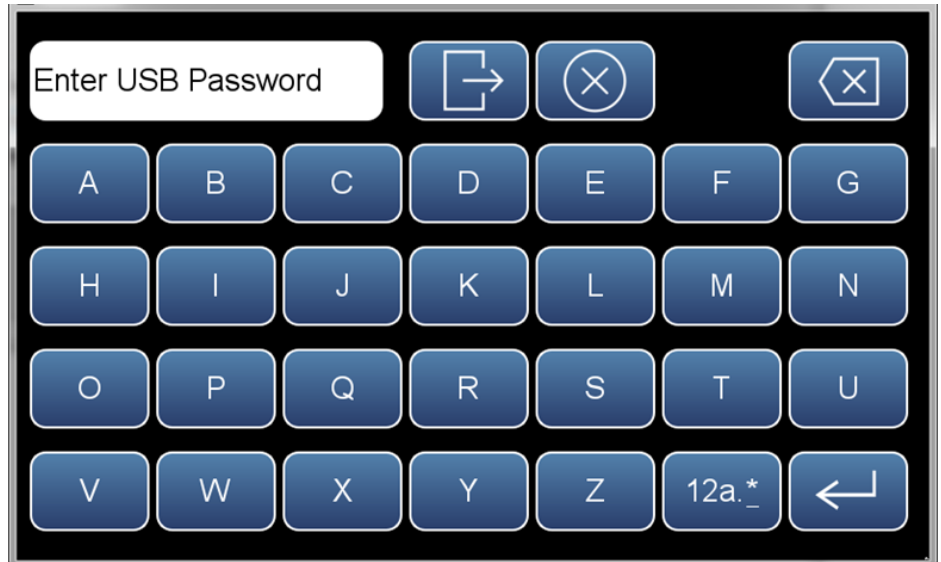 Enter USB Password
A B C D E F G
H I J K L M N
O P Q R S T U
V W X Y Z 12a.*_